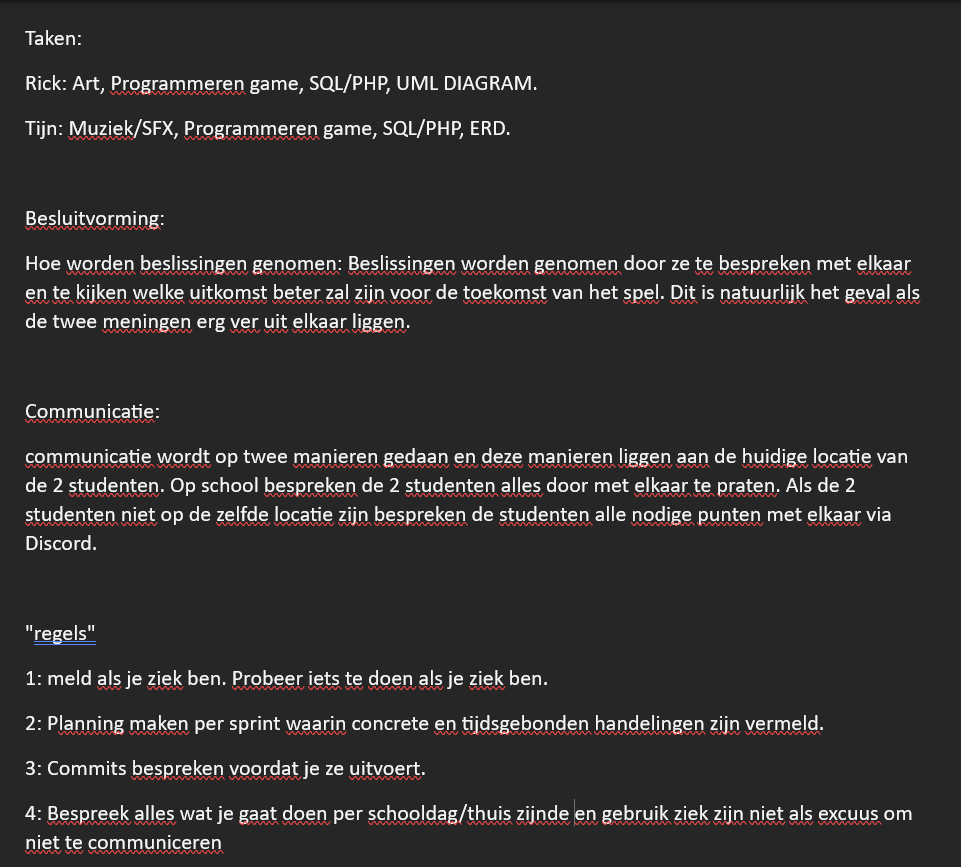 Taken:
Rick: Art, Programmeren game, SQL/PHP, UML DIAGRAM.
Tijn: Muziek/SFX, Programmeren game, SQL/PHP, ERD.
Besluitvorming:
Hoe worden beslissingen genomen: Beslissingen worden genomen door ze te bespreken met elkaar
en te kijken welke uitkomst beter zal zijn voor de toekomst van het spel. Dit is natuurlijk het geval als
de twee meningen erg ver uit elkaar liggen.
Communicatie:
communicatie wordt op twee manieren gedaan en deze manieren liggen aan de huidige locatie van
de 2 studenten. Op school bespreken de 2 studenten alles door met elkaar te praten. Als de 2
studenten niet op de zelfde locatie zijn bespreken de studenten alle nodige punten met elkaar via
Discord.
"regels"
1: meld als je ziek ben. Probeer iets te doen als je ziek ben.
2: Planning maken per sprint waarin concrete en tijdsgebonden handelingen zijn vermeld.
3: Commits bespreken voordat je ze uitvoert.
4: Bespreek alles wat je gaat doen per schooldag/thuis zijnde en gebruik ziek zijn niet als excuus om
niet te communiceren